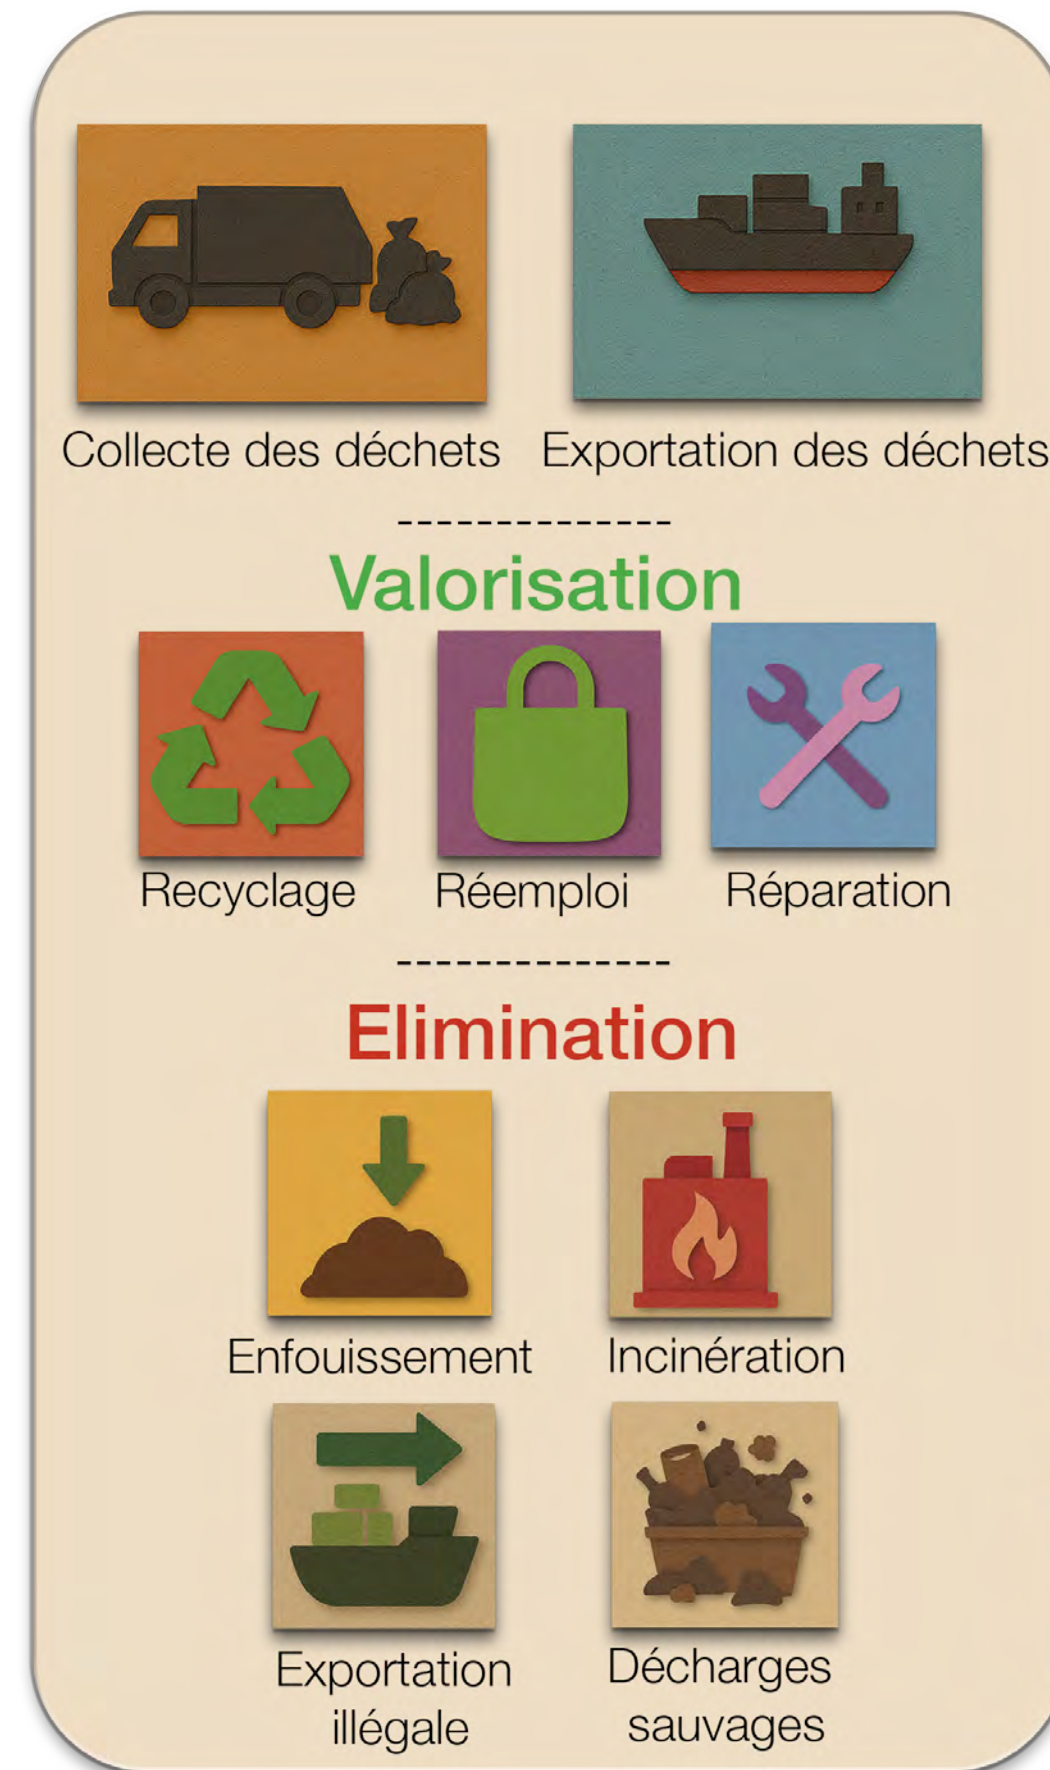 Collecte des déchets Exportation des déchets
--------------
Valorisation
Recyclage Réemploi Réparation
--------------
Elimination
Enfouissement Incinération
Exportation
illégale
Décharges
sauvages